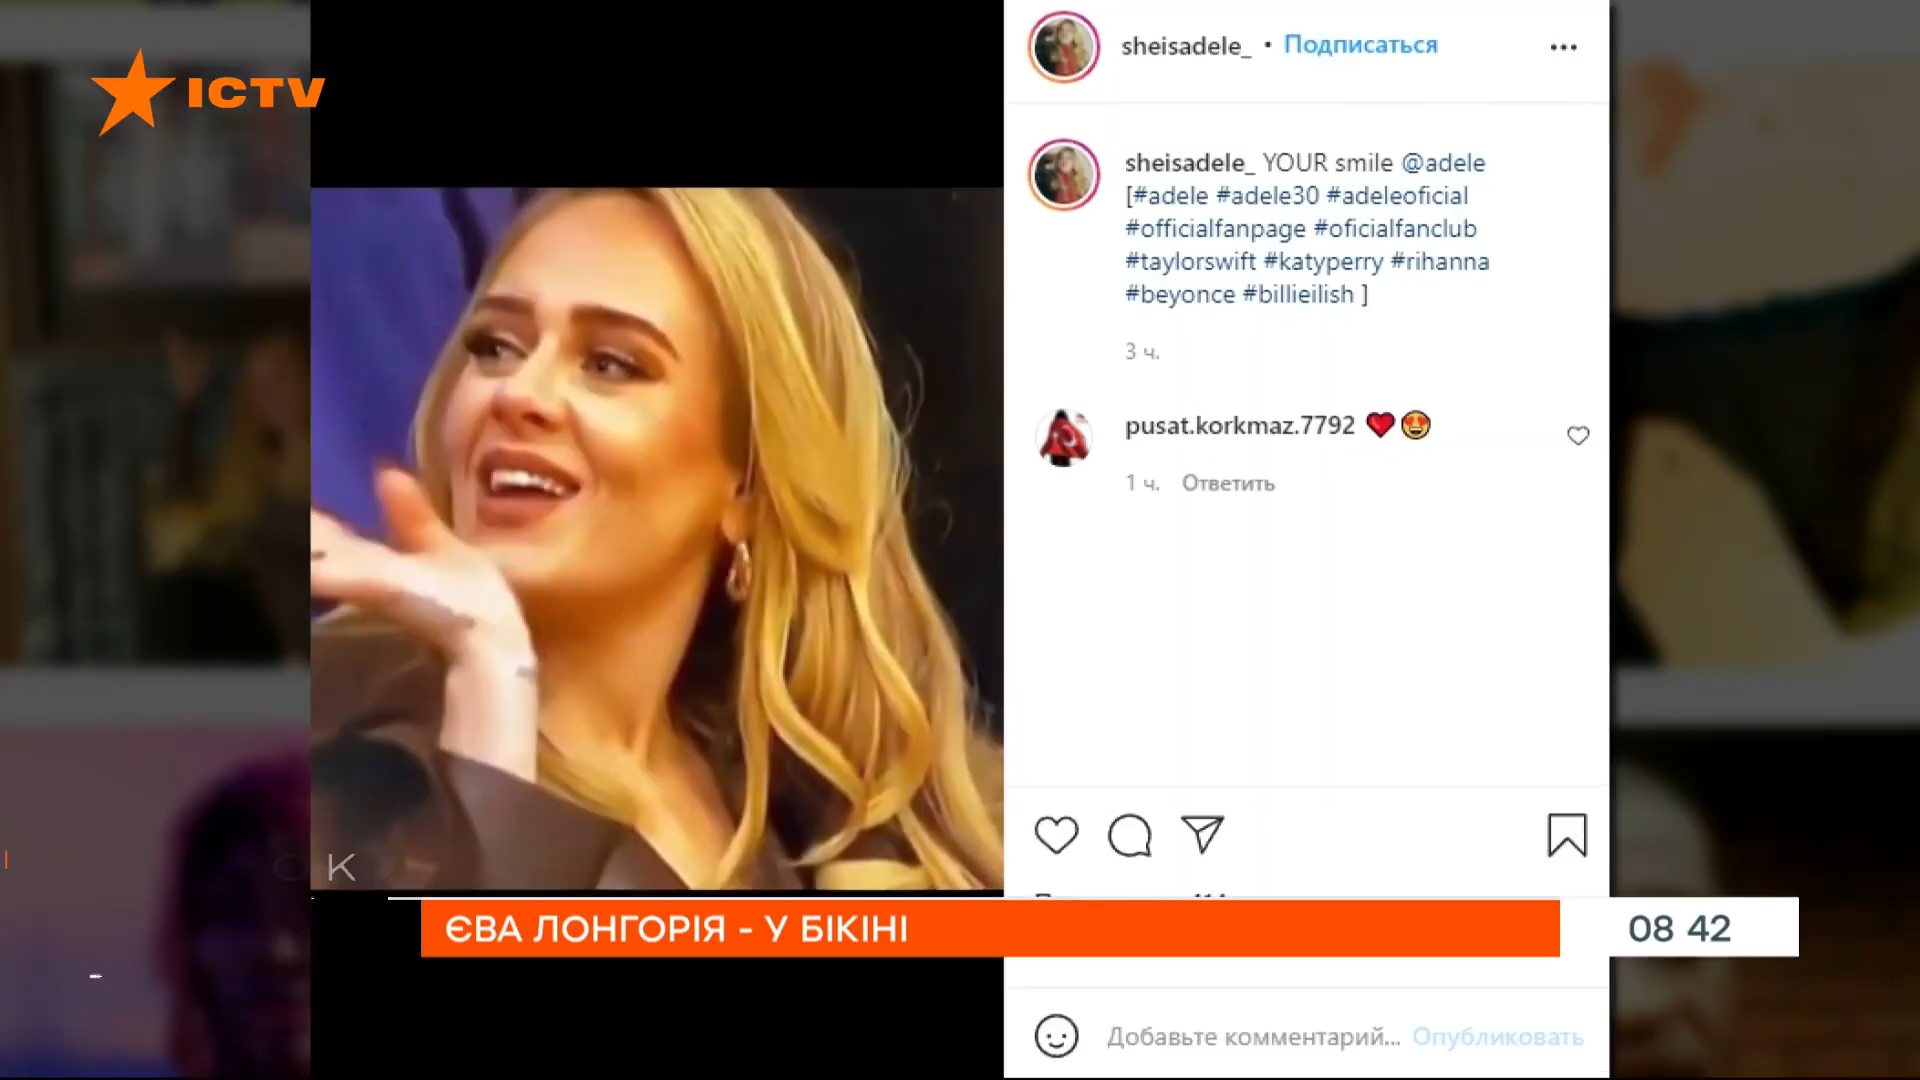 ICTV
sheisadele_ • Подписаться
sheisadele_ YOUR smile @adele
[#adele #adele30 #adeleoficial
#officialfanpage #oficialfanclub
#taylorswift #katyperry #rihanna
#beyonce #billieilish ]
3 ч.
pusat.korkmaz.7792
1 ч. Ответить
ЄВА ЛОНГОРІЯ - У БІКІНІ
08 42
Добавьте комментарий... Опубликовать